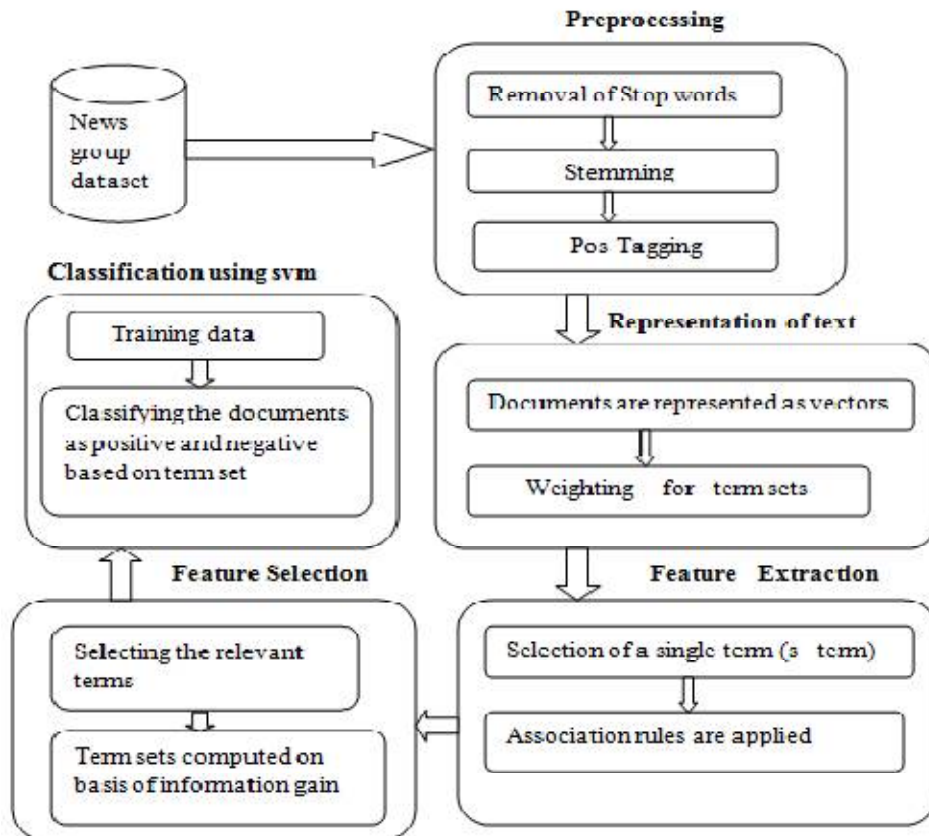 Preprocessing
News
group
dataset
Removal of Stop words
Stemming
Pos Tagging
Representation of text
Documents are represented as vectors
Weighting for term sets
Feature Extraction
Selection of a single term (s term)
Association rules are applied
Feature Selection
Selecting the relevant
terms
Term sets computed on
basis of information gain
Classification using svm
Training data
Classifying the documents
as positive and negative
based on term set